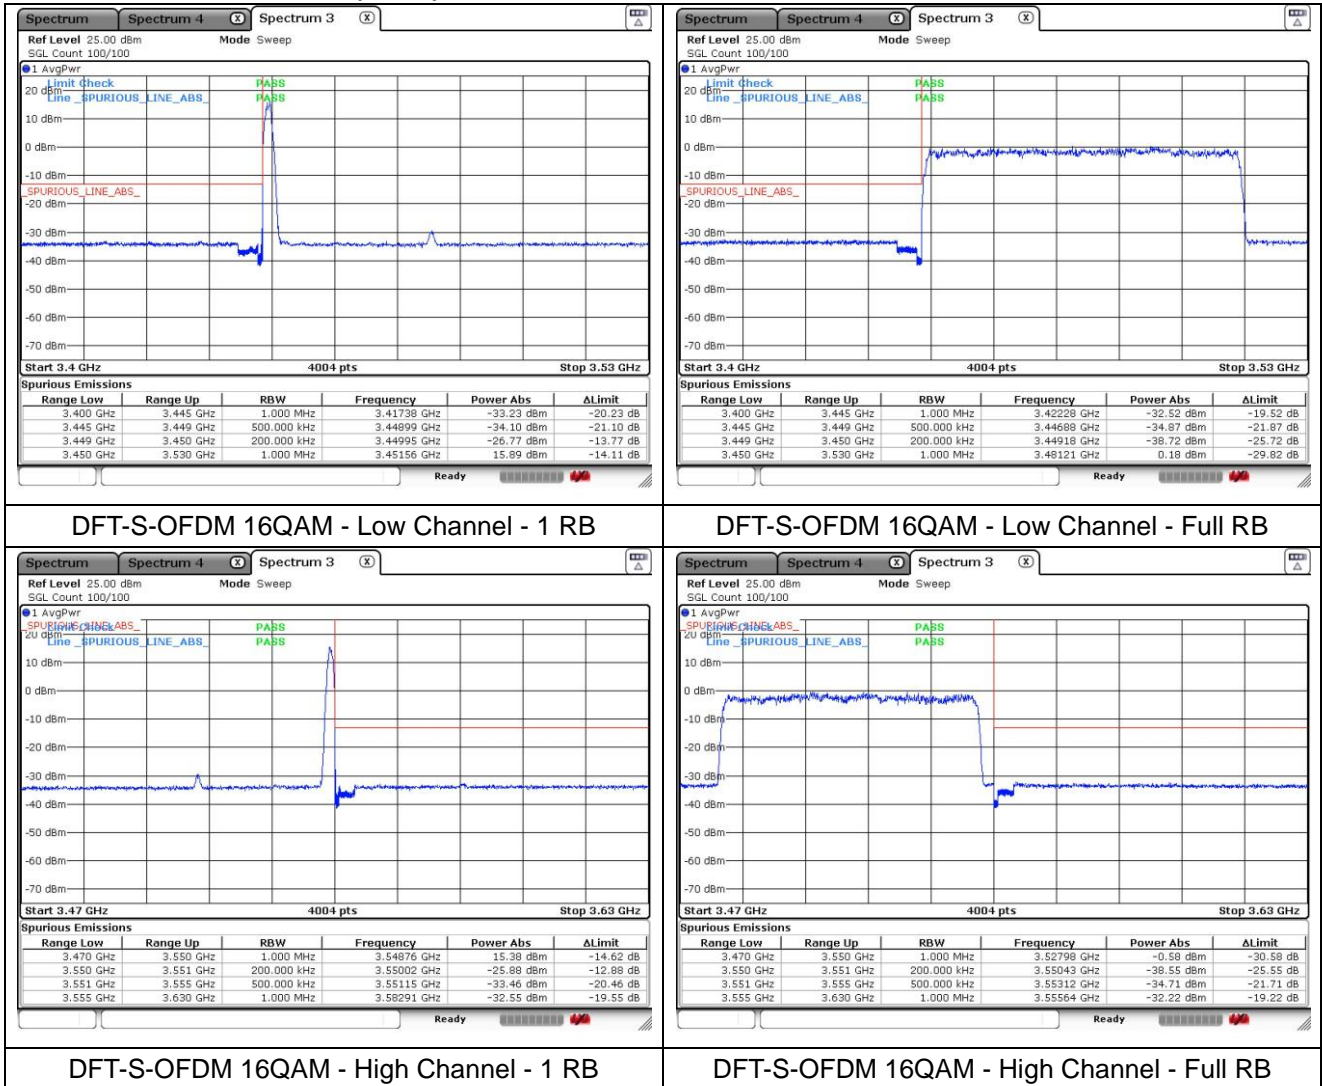 Spectrum Spectrum 4 X Spectrum 3 X
Ref Level 25.00 dBm Mode Sweep
SGL Count 100/100
1 AvgPwr
Limit Check PASS
20 dBm
Line _SPURIOUS_LINE_ABS_ PASS
10 dBm
0 dBm
-10 dBm
_SPURIOUS_LINE_ABS_
-20 dBm
-30 dBm
-40 dBm
-50 dBm
-60 dBm
-70 dBm
Start 3.4 GHz 4004 pts Stop 3.53 GHz
Spurious Emissions
Range Low Range Up RBW Frequency Power Abs ΔLimit
3.400 GHz 3.445 GHz 1.000 MHz 3.41738 GHz -33.23 dBm -20.23 dB
3.445 GHz 3.449 GHz 500.000 kHz 3.44899 GHz -34.10 dBm -21.10 dB
3.449 GHz 3.450 GHz 200.000 kHz 3.44995 GHz -26.77 dBm -13.77 dB
3.450 GHz 3.530 GHz 1.000 MHz 3.45156 GHz 15.89 dBm -14.11 dB
Ready
DFT-S-OFDM 16QAM - Low Channel - 1 RB
Spectrum Spectrum 4 X Spectrum 3 X
Ref Level 25.00 dBm Mode Sweep
SGL Count 100/100
1 AvgPwr
Limit Check PASS
20 dBm
Line _SPURIOUS_LINE_ABS_ PASS
10 dBm
0 dBm
-10 dBm
_SPURIOUS_LINE_ABS_
-20 dBm
-30 dBm
-40 dBm
-50 dBm
-60 dBm
-70 dBm
Start 3.4 GHz 4004 pts Stop 3.53 GHz
Spurious Emissions
Range Low Range Up RBW Frequency Power Abs ΔLimit
3.400 GHz 3.445 GHz 1.000 MHz 3.42228 GHz -32.52 dBm -19.52 dB
3.445 GHz 3.449 GHz 500.000 kHz 3.44688 GHz -34.87 dBm -21.87 dB
3.449 GHz 3.450 GHz 200.000 kHz 3.44918 GHz -38.72 dBm -25.72 dB
3.450 GHz 3.530 GHz 1.000 MHz 3.48121 GHz 0.18 dBm -29.82 dB
Ready
DFT-S-OFDM 16QAM - Low Channel - Full RB
Spectrum Spectrum 4 X Spectrum 3 X
Ref Level 25.00 dBm Mode Sweep
SGL Count 100/100
1 AvgPwr
_SPURIOUS_LINE_ABS_
Limit Check PASS
20 dBm
Line _SPURIOUS_LINE_ABS_ PASS
10 dBm
0 dBm
-10 dBm
-20 dBm
-30 dBm
-40 dBm
-50 dBm
-60 dBm
-70 dBm
Start 3.47 GHz 4004 pts Stop 3.63 GHz
Spurious Emissions
Range Low Range Up RBW Frequency Power Abs ΔLimit
3.470 GHz 3.550 GHz 1.000 MHz 3.54876 GHz 15.38 dBm -14.62 dB
3.550 GHz 3.551 GHz 200.000 kHz 3.55002 GHz -25.88 dBm -12.88 dB
3.551 GHz 3.555 GHz 500.000 kHz 3.55115 GHz -33.46 dBm -20.46 dB
3.555 GHz 3.630 GHz 1.000 MHz 3.58291 GHz -32.55 dBm -19.55 dB
Ready
DFT-S-OFDM 16QAM - High Channel - 1 RB
Spectrum Spectrum 4 X Spectrum 3 X
Ref Level 25.00 dBm Mode Sweep
SGL Count 100/100
1 AvgPwr
_SPURIOUS_LINE_ABS_
Limit Check PASS
20 dBm
Line _SPURIOUS_LINE_ABS_ PASS
10 dBm
0 dBm
-10 dBm
-20 dBm
-30 dBm
-40 dBm
-50 dBm
-60 dBm
-70 dBm
Start 3.47 GHz 4004 pts Stop 3.63 GHz
Spurious Emissions
Range Low Range Up RBW Frequency Power Abs ΔLimit
3.470 GHz 3.550 GHz 1.000 MHz 3.52798 GHz -0.58 dBm -30.58 dB
3.550 GHz 3.551 GHz 200.000 kHz 3.55043 GHz -38.55 dBm -25.55 dB
3.551 GHz 3.555 GHz 500.000 kHz 3.55312 GHz -34.71 dBm -21.71 dB
3.555 GHz 3.630 GHz 1.000 MHz 3.55564 GHz -32.22 dBm -19.22 dB
Ready
DFT-S-OFDM 16QAM - High Channel - Full RB